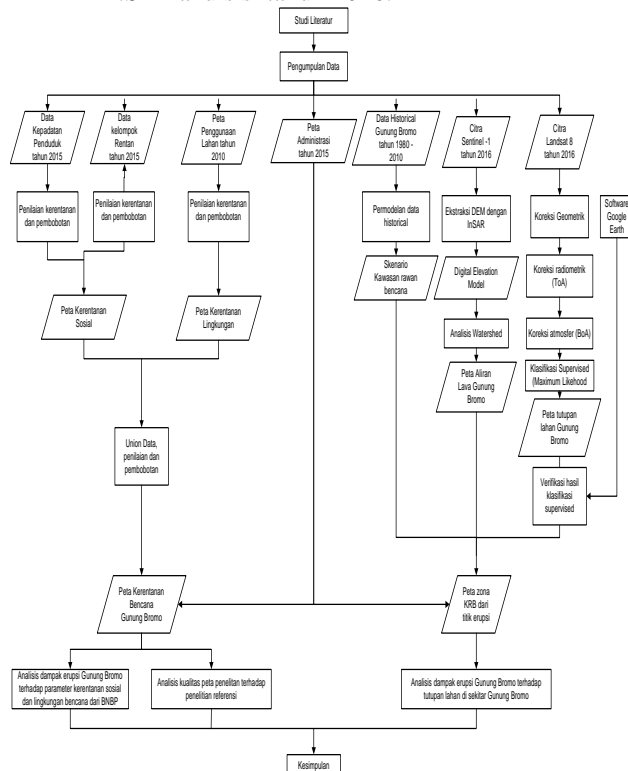 Studi Literatur
Pengumpulan Data
Data
Kepadatan
Penduduk
tahun 2015
Data
kelompok
Rentan
tahun 2015
Peta
Penggunaan
Lahan tahun
2010
Peta
Administrasi
tahun 2015
Data Historical
Gunung Bromo
tahun 1980 -
2010
Citra
Sentinel -1
tahun 2016
Citra
Landsat 8
tahun 2016
Penilaian kerentanan
dan pembobotan
Penilaian kerentanan
dan pembobotan
Penilaian kerentanan
dan pembobotan
Permodelan data
historical
Ekstraksi DEM dengan
InSAR
Koreksi Geometrik
Software
Google
Earth
Skenario
Kawasan rawan
bencana
Digital Elevation
Model
Koreksi radiometrik
(ToA)
Peta Kerentanan
Sosial
Peta Kerentanan
Lingkungan
Analisis Watershed
Koreksi atmosfer (BoA)
Peta Aliran
Lava Gunung
Bromo
Klasifikasi Supervised
(Maximum Likehood
Peta tutupan
lahan Gunung
Bromo
Union Data,
penilaian dan
pembobotan
Verifikasi hasil
klasifikasi
supervised
Peta Kerentanan
Bencana
Gunung Bromo
Peta zona
KRB dari
titik erupsi
Analisis dampak erupsi Gunung Bromo
terhadap parameter kerentanan sosial
dan lingkungan bencana dari BNBP
Analisis kualitas peta penelitan terhadap
penelitian referensi
Analisis dampak erupsi Gunung Bromo terhadap
tutupan lahan di sekitar Gunung Bromo
Kesimpulan